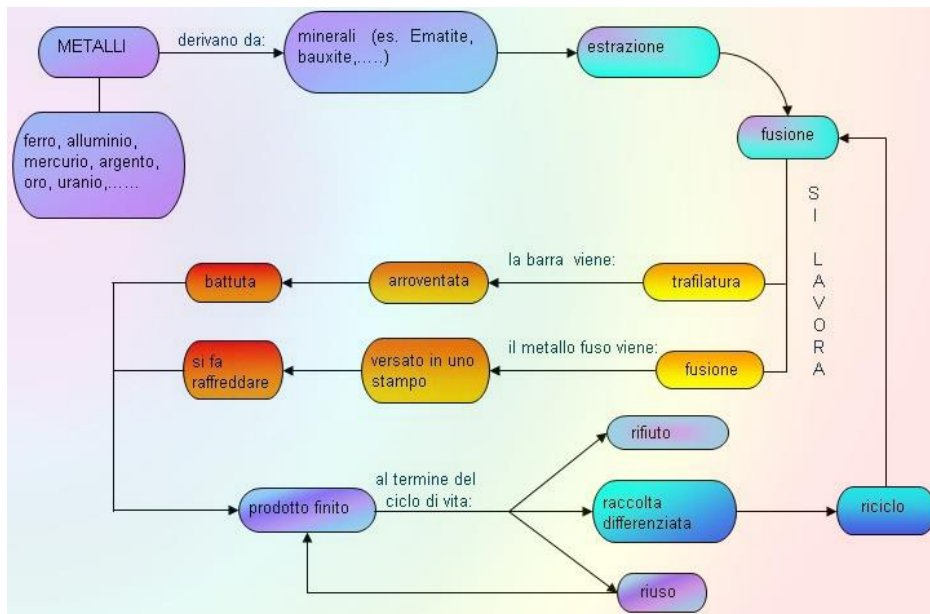 METALLI
derivano da:
minerali (es. Ematite,
bauxite,.....)
estrazione
ferro, alluminio,
mercurio, argento,
oro, uranio,......
fusione
SI LAVORA
la barra viene:
trafilatura
arroventata
battuta
il metallo fuso viene:
fusione
versato in uno
stampo
si fa
raffreddare
prodotto finito
al termine del
ciclo di vita:
rifiuto
raccolta
differenziata
riciclo
riuso